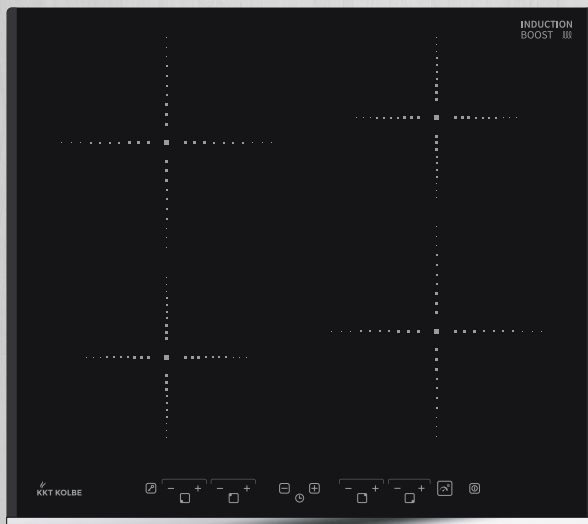 INDUCTION
BOOST
KKT KOLBE
− + − + − + − + − +